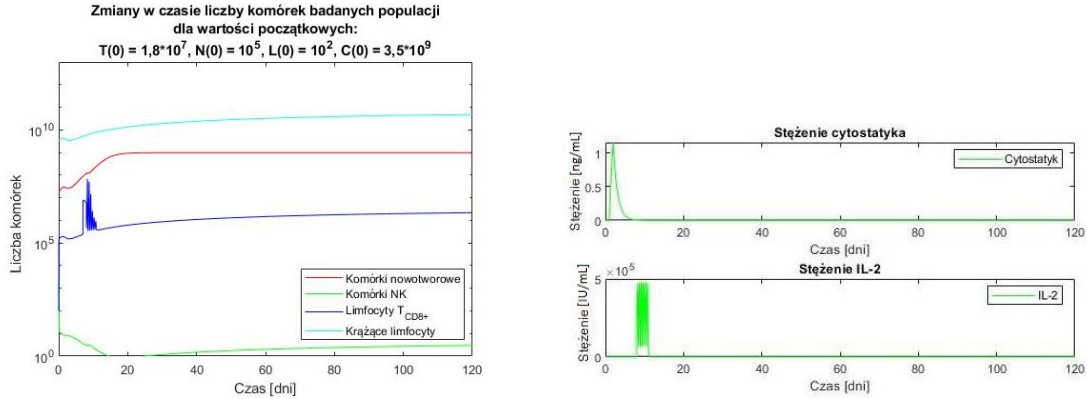 Zmiany w czasie liczby komórek badanych populacji
dla wartości początkowych:
T(0) = 1,8*10^7, N(0) = 10^5, L(0) = 10^2, C(0) = 3,5*10^9
10^10
10^5
10^0
Liczba komórek
Komórki nowotworowe
Komórki NK
Limfocyty T_CD8+
Krążące limfocyty
0 20 40 60 80 100 120
Czas [dni]
Stężenie cytostatyka
1
0.5
0
Stężenie [ng/mL]
Cytostatyk
0 20 40 60 80 100 120
Czas [dni]
Stężenie IL-2
×10^5
5
0
Stężenie [IU/mL]
IL-2
0 20 40 60 80 100 120
Czas [dni]